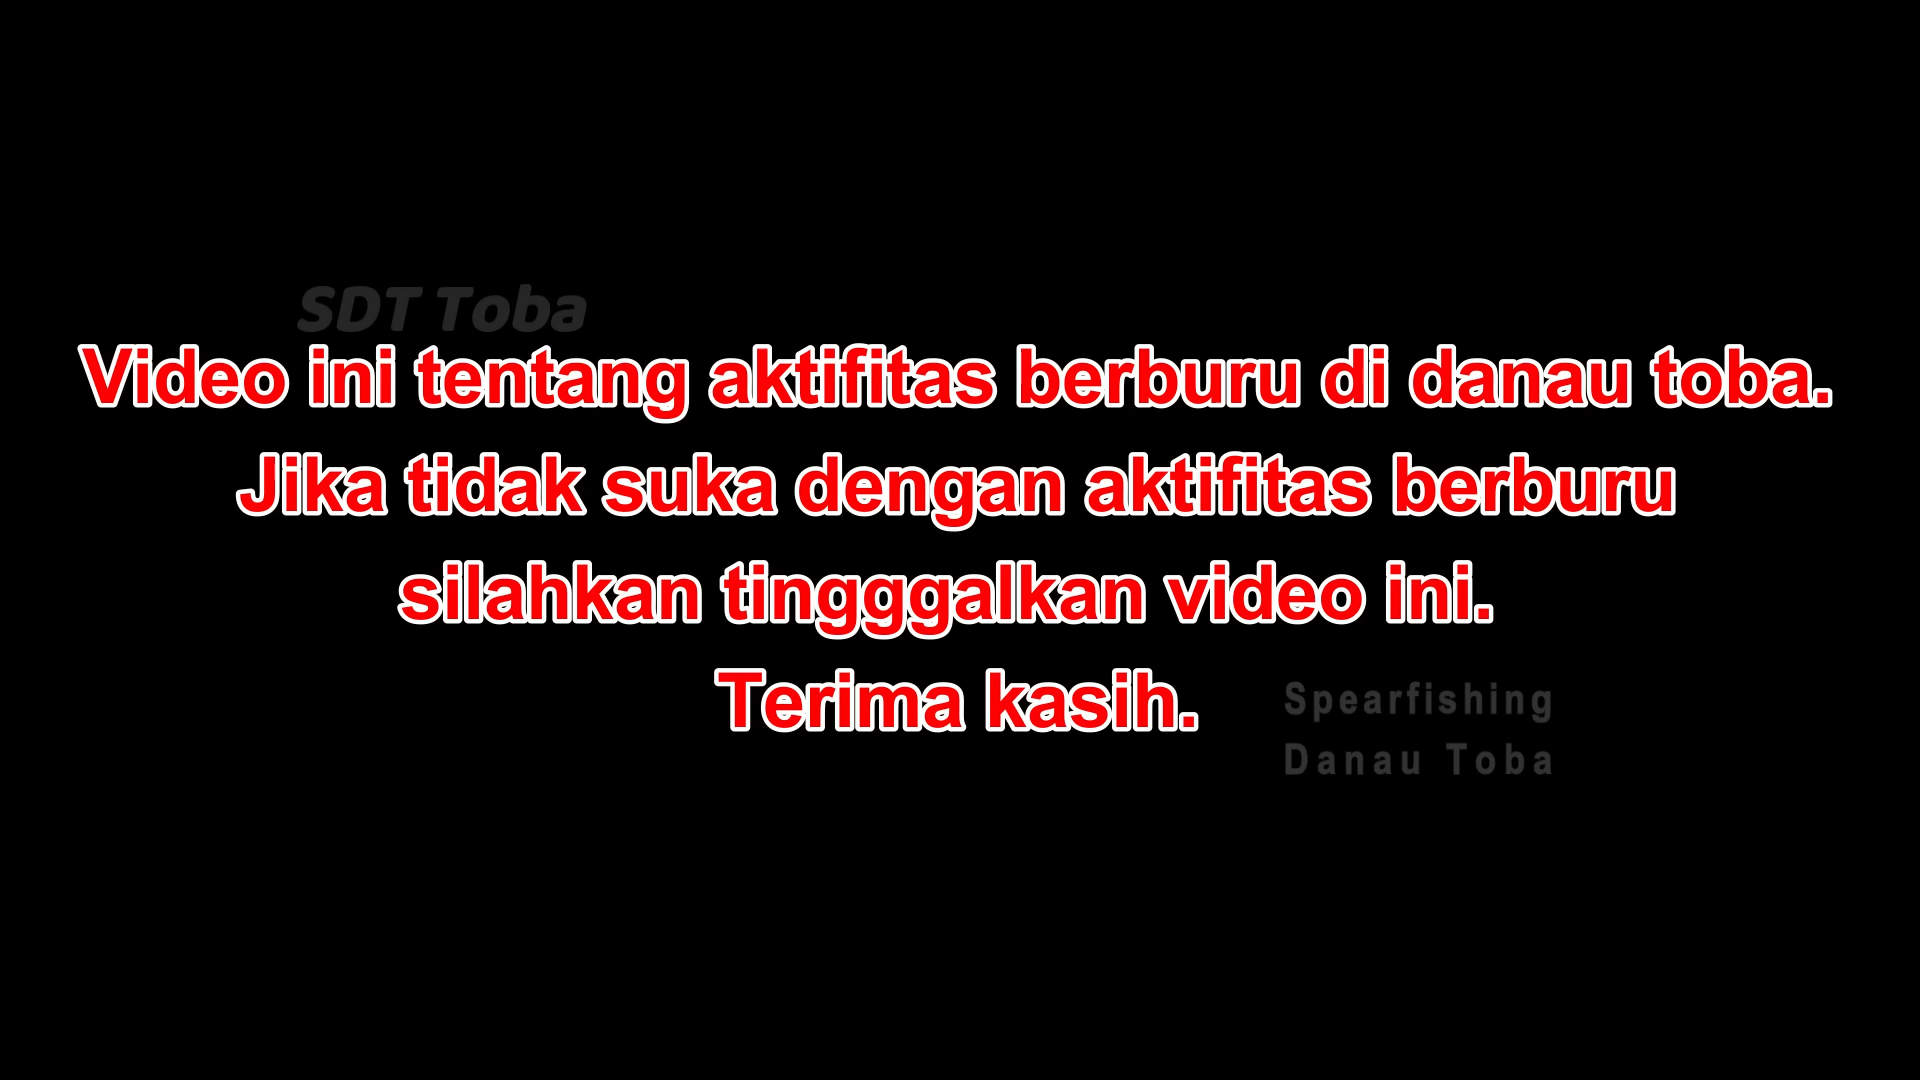 SDT Toba
Video ini tentang aktifitas berburu di danau toba.
Jika tidak suka dengan aktifitas berburu
silahkan tingggalkan video ini.
Terima kasih.
Spearfishing
Danau Toba